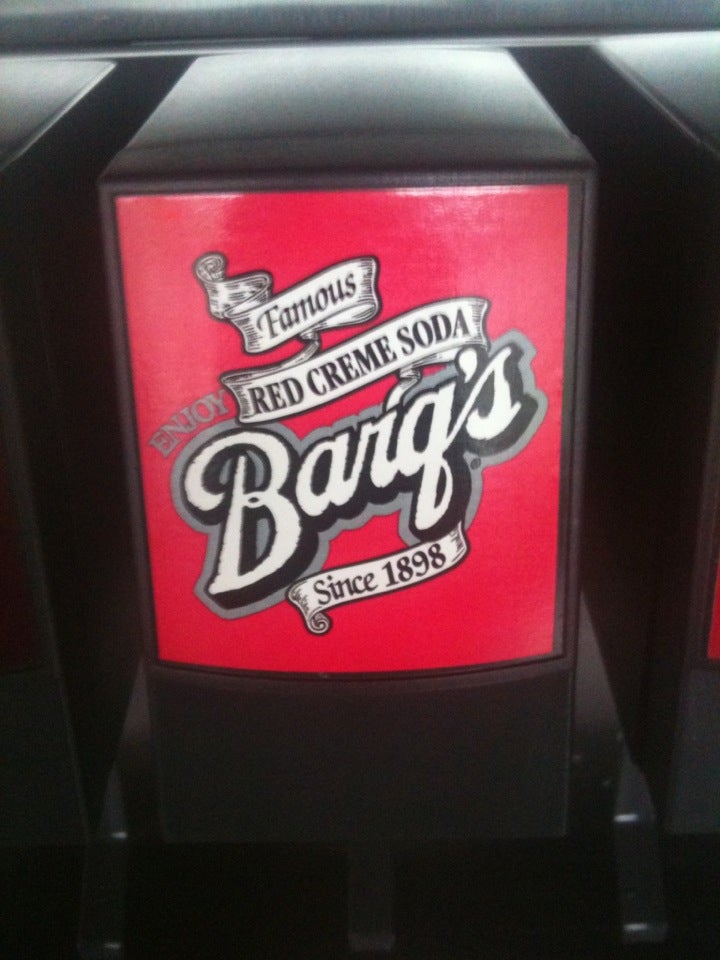 Famous
RED CREME SODA
ENJOY
Barq's®
Since 1898